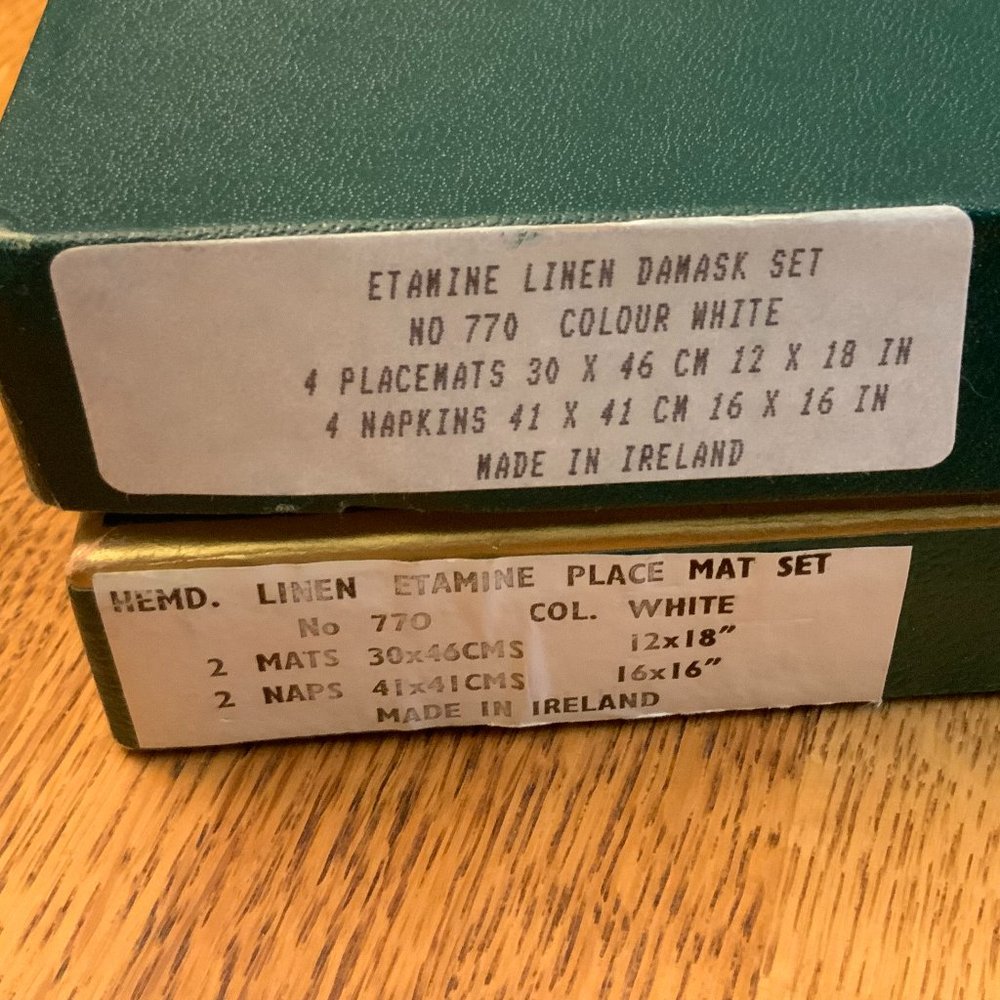 ETAMINE LINEN DAMASK SET
NO 770 COLOUR WHITE
4 PLACEMATS 30 X 46 CM 12 X 18 IN
4 NAPKINS 41 X 41 CM 16 X 16 IN
MADE IN IRELAND
HEMD. LINEN ETAMINE PLACE MAT SET
No 770 COL. WHITE
2 MATS 30x46CMS 12x18"
2 NAPS 41x41CMS 16x16"
MADE IN IRELAND